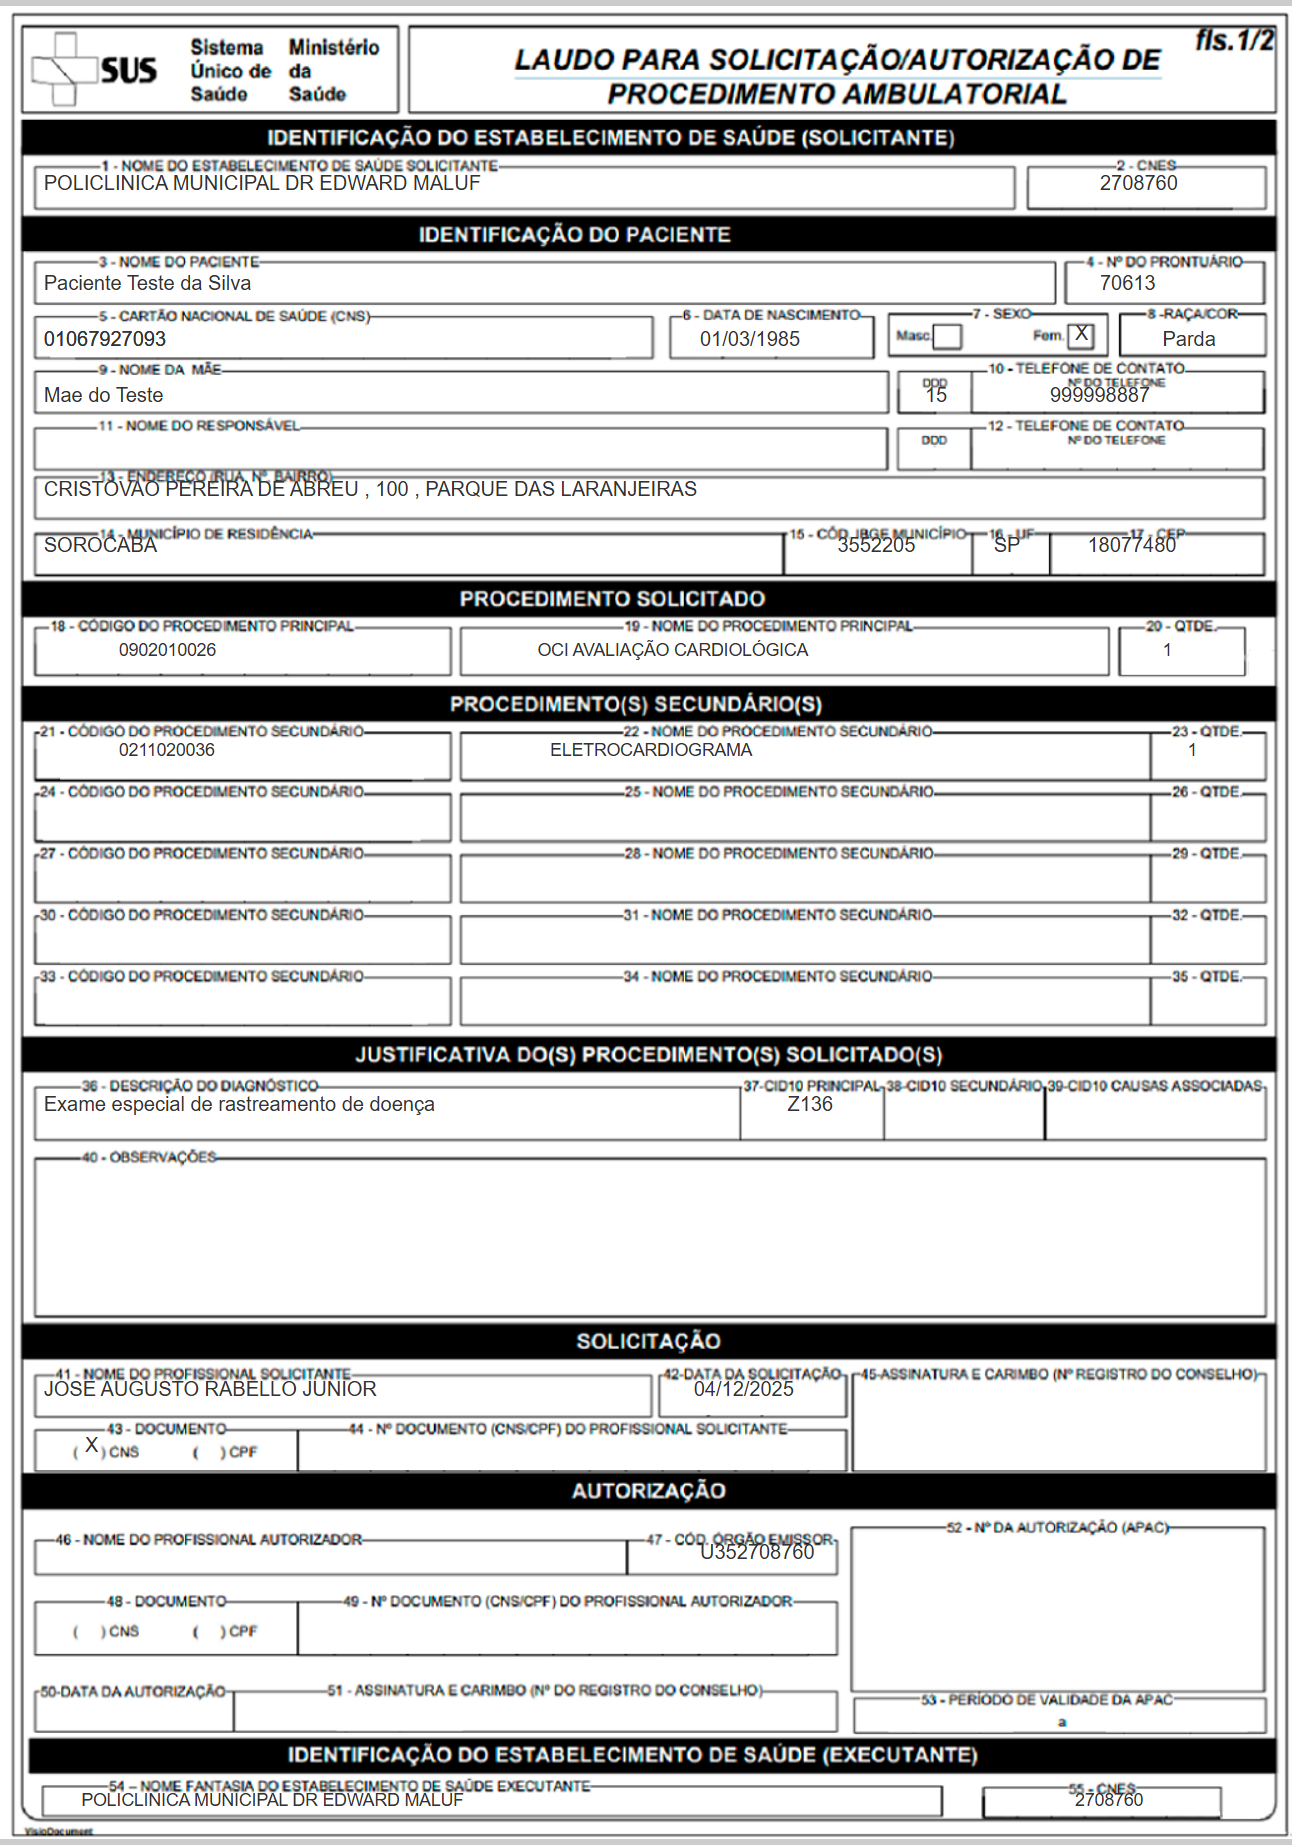 SUS
Sistema Único de Saúde
Ministério da Saúde
LAUDO PARA SOLICITAÇÃO/AUTORIZAÇÃO DE
PROCEDIMENTO AMBULATORIAL
fls.1/2
IDENTIFICAÇÃO DO ESTABELECIMENTO DE SAÚDE (SOLICITANTE)
1 - NOME DO ESTABELECIMENTO DE SAÚDE SOLICITANTE
2 - CNES
POLICLINICA MUNICIPAL DR EDWARD MALUF
2708760
IDENTIFICAÇÃO DO PACIENTE
3 - NOME DO PACIENTE
4 - Nº DO PRONTUÁRIO
Paciente Teste da Silva
70613
5 - CARTÃO NACIONAL DE SAÚDE (CNS)
6 - DATA DE NASCIMENTO
7 - SEXO
8 -RAÇA/COR
01067927093
01/03/1985
Masc.
Fem. X
Parda
9 - NOME DA MÃE
10 - TELEFONE DE CONTATO
DDD
Nº DO TELEFONE
Mae do Teste
15
999998887
11 - NOME DO RESPONSÁVEL
12 - TELEFONE DE CONTATO
DDD
Nº DO TELEFONE
13 - ENDEREÇO (RUA, Nº, BAIRRO)
CRISTOVAO PEREIRA DE ABREU , 100 , PARQUE DAS LARANJEIRAS
14 - MUNICÍPIO DE RESIDÊNCIA
15 - CÓD. IBGE MUNICÍPIO
16 - UF
17 - CEP
SOROCABA
3552205
SP
18077480
PROCEDIMENTO SOLICITADO
18 - CÓDIGO DO PROCEDIMENTO PRINCIPAL
19 - NOME DO PROCEDIMENTO PRINCIPAL
20 - QTDE.
0902010026
OCI AVALIAÇÃO CARDIOLÓGICA
1
PROCEDIMENTO(S) SECUNDÁRIO(S)
21 - CÓDIGO DO PROCEDIMENTO SECUNDÁRIO
22 - NOME DO PROCEDIMENTO SECUNDÁRIO
23 - QTDE.
0211020036
ELETROCARDIOGRAMA
1
24 - CÓDIGO DO PROCEDIMENTO SECUNDÁRIO
25 - NOME DO PROCEDIMENTO SECUNDÁRIO
26 - QTDE.
27 - CÓDIGO DO PROCEDIMENTO SECUNDÁRIO
28 - NOME DO PROCEDIMENTO SECUNDÁRIO
29 - QTDE.
30 - CÓDIGO DO PROCEDIMENTO SECUNDÁRIO
31 - NOME DO PROCEDIMENTO SECUNDÁRIO
32 - QTDE.
33 - CÓDIGO DO PROCEDIMENTO SECUNDÁRIO
34 - NOME DO PROCEDIMENTO SECUNDÁRIO
35 - QTDE.
JUSTIFICATIVA DO(S) PROCEDIMENTO(S) SOLICITADO(S)
36 - DESCRIÇÃO DO DIAGNÓSTICO
37-CID10 PRINCIPAL
38-CID10 SECUNDÁRIO
39-CID10 CAUSAS ASSOCIADAS
Exame especial de rastreamento de doença
Z136
40 - OBSERVAÇÕES
SOLICITAÇÃO
41 - NOME DO PROFISSIONAL SOLICITANTE
42-DATA DA SOLICITAÇÃO
45-ASSINATURA E CARIMBO (Nº REGISTRO DO CONSELHO)
JOSE AUGUSTO RABELLO JUNIOR
04/12/2025
43 - DOCUMENTO
44 - Nº DOCUMENTO (CNS/CPF) DO PROFISSIONAL SOLICITANTE
( X ) CNS ( ) CPF
AUTORIZAÇÃO
46 - NOME DO PROFISSIONAL AUTORIZADOR
47 - CÓD. ÓRGÃO EMISSOR
52 - Nº DA AUTORIZAÇÃO (APAC)
U352708760
48 - DOCUMENTO
49 - Nº DOCUMENTO (CNS/CPF) DO PROFISSIONAL AUTORIZADOR
( ) CNS ( ) CPF
50-DATA DA AUTORIZAÇÃO
51 - ASSINATURA E CARIMBO (Nº DO REGISTRO DO CONSELHO)
53 - PERÍODO DE VALIDADE DA APAC
a
IDENTIFICAÇÃO DO ESTABELECIMENTO DE SAÚDE (EXECUTANTE)
54 – NOME FANTASIA DO ESTABELECIMENTO DE SAÚDE EXECUTANTE
55 - CNES
POLICLINICA MUNICIPAL DR EDWARD MALUF
2708760
VisioDocument